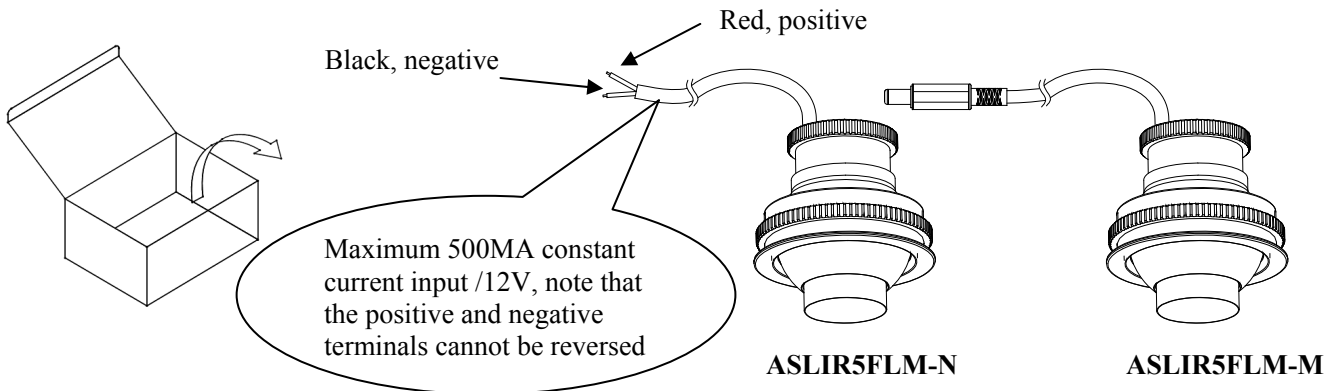 Red, positive
Black, negative
Maximum 500MA constant
current input /12V, note that
the positive and negative
terminals cannot be reversed
ASLIR5FLM-N
ASLIR5FLM-M